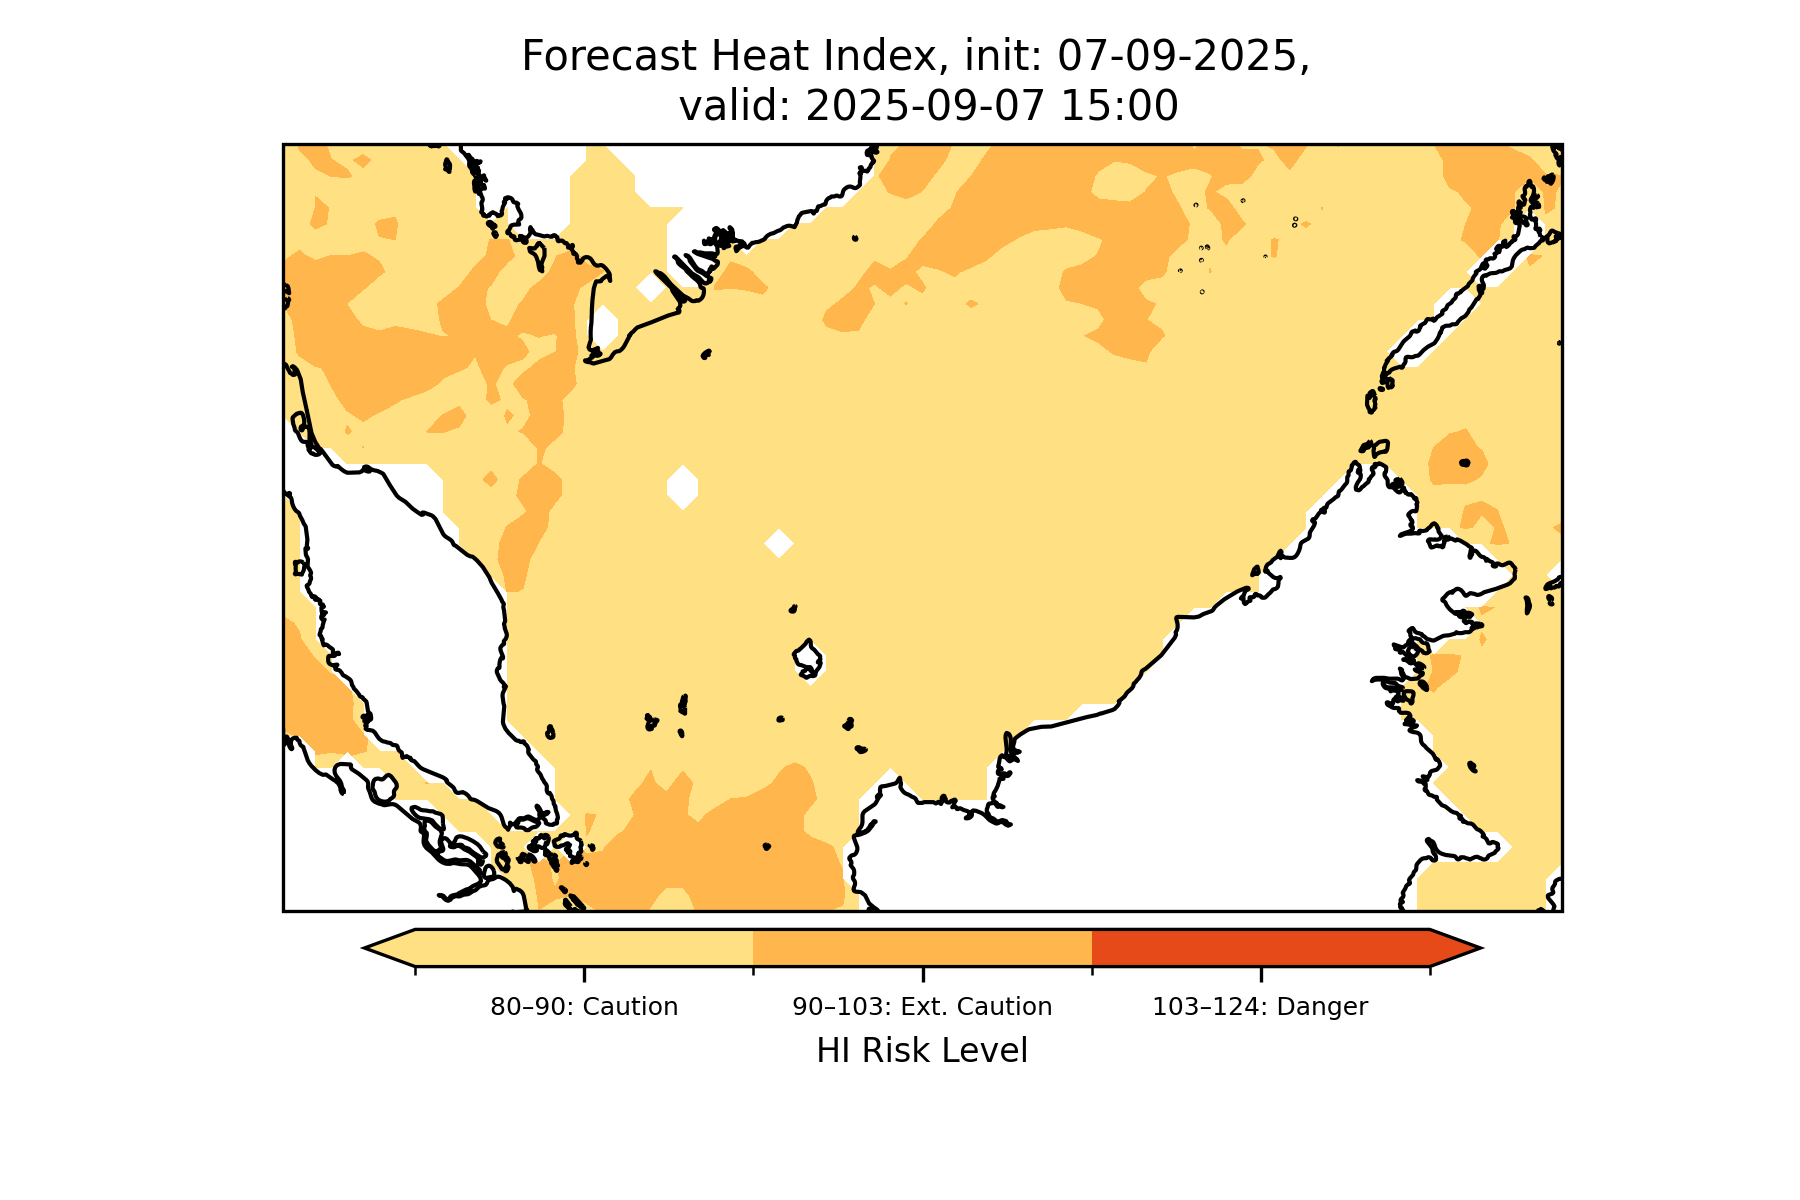 Forecast Heat Index, init: 07-09-2025,
valid: 2025-09-07 15:00
80–90: Caution
90–103: Ext. Caution
103–124: Danger
HI Risk Level